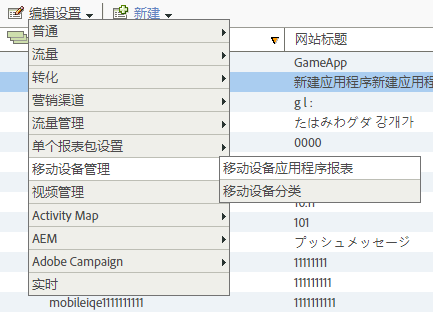 编辑设置 新建
网站标题
普通
GameApp
流量
新建应用程序新建应用程
转化
营销渠道
gl:
流量管理
たはみわグダ 강개가
单个报表包设置
0000
移动设备管理
移动设备应用程序报表
视频管理
移动设备分类
Activity Map
101
AEM
プッシュメッセージ
Adobe Campaign
11111111
实时
111111111
mobileiqe1111111111
1111111111